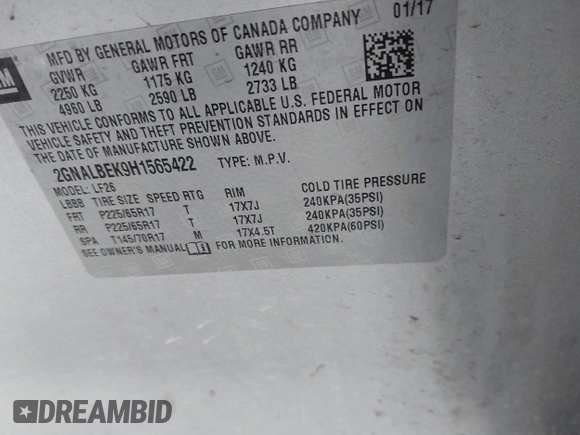 GM
MFD BY GENERAL MOTORS OF CANADA COMPANY 01/17
GVWR GAWR FRT GAWR RR
2250 KG 1175 KG 1240 KG
4960 LB 2590 LB 2733 LB
THIS VEHICLE CONFORMS TO ALL APPLICABLE U.S. FEDERAL MOTOR
VEHICLE SAFETY AND THEFT PREVENTION STANDARDS IN EFFECT ON
THE DATE OF MANUFACTURE SHOWN ABOVE.
2GNALBEK9H1565422 TYPE: M.P.V.
MODEL: LF26
LBBB TIRE SIZE SPEED RTG RIM COLD TIRE PRESSURE
FRT P225/65R17 T 17X7J 240KPA(35PSI)
RR P225/65R17 T 17X7J 240KPA(35PSI)
SPA T145/70R17 M 17X4.5T 420KPA(60PSI)
SEE OWNER'S MANUAL FOR MORE INFORMATION.
DREAMBID